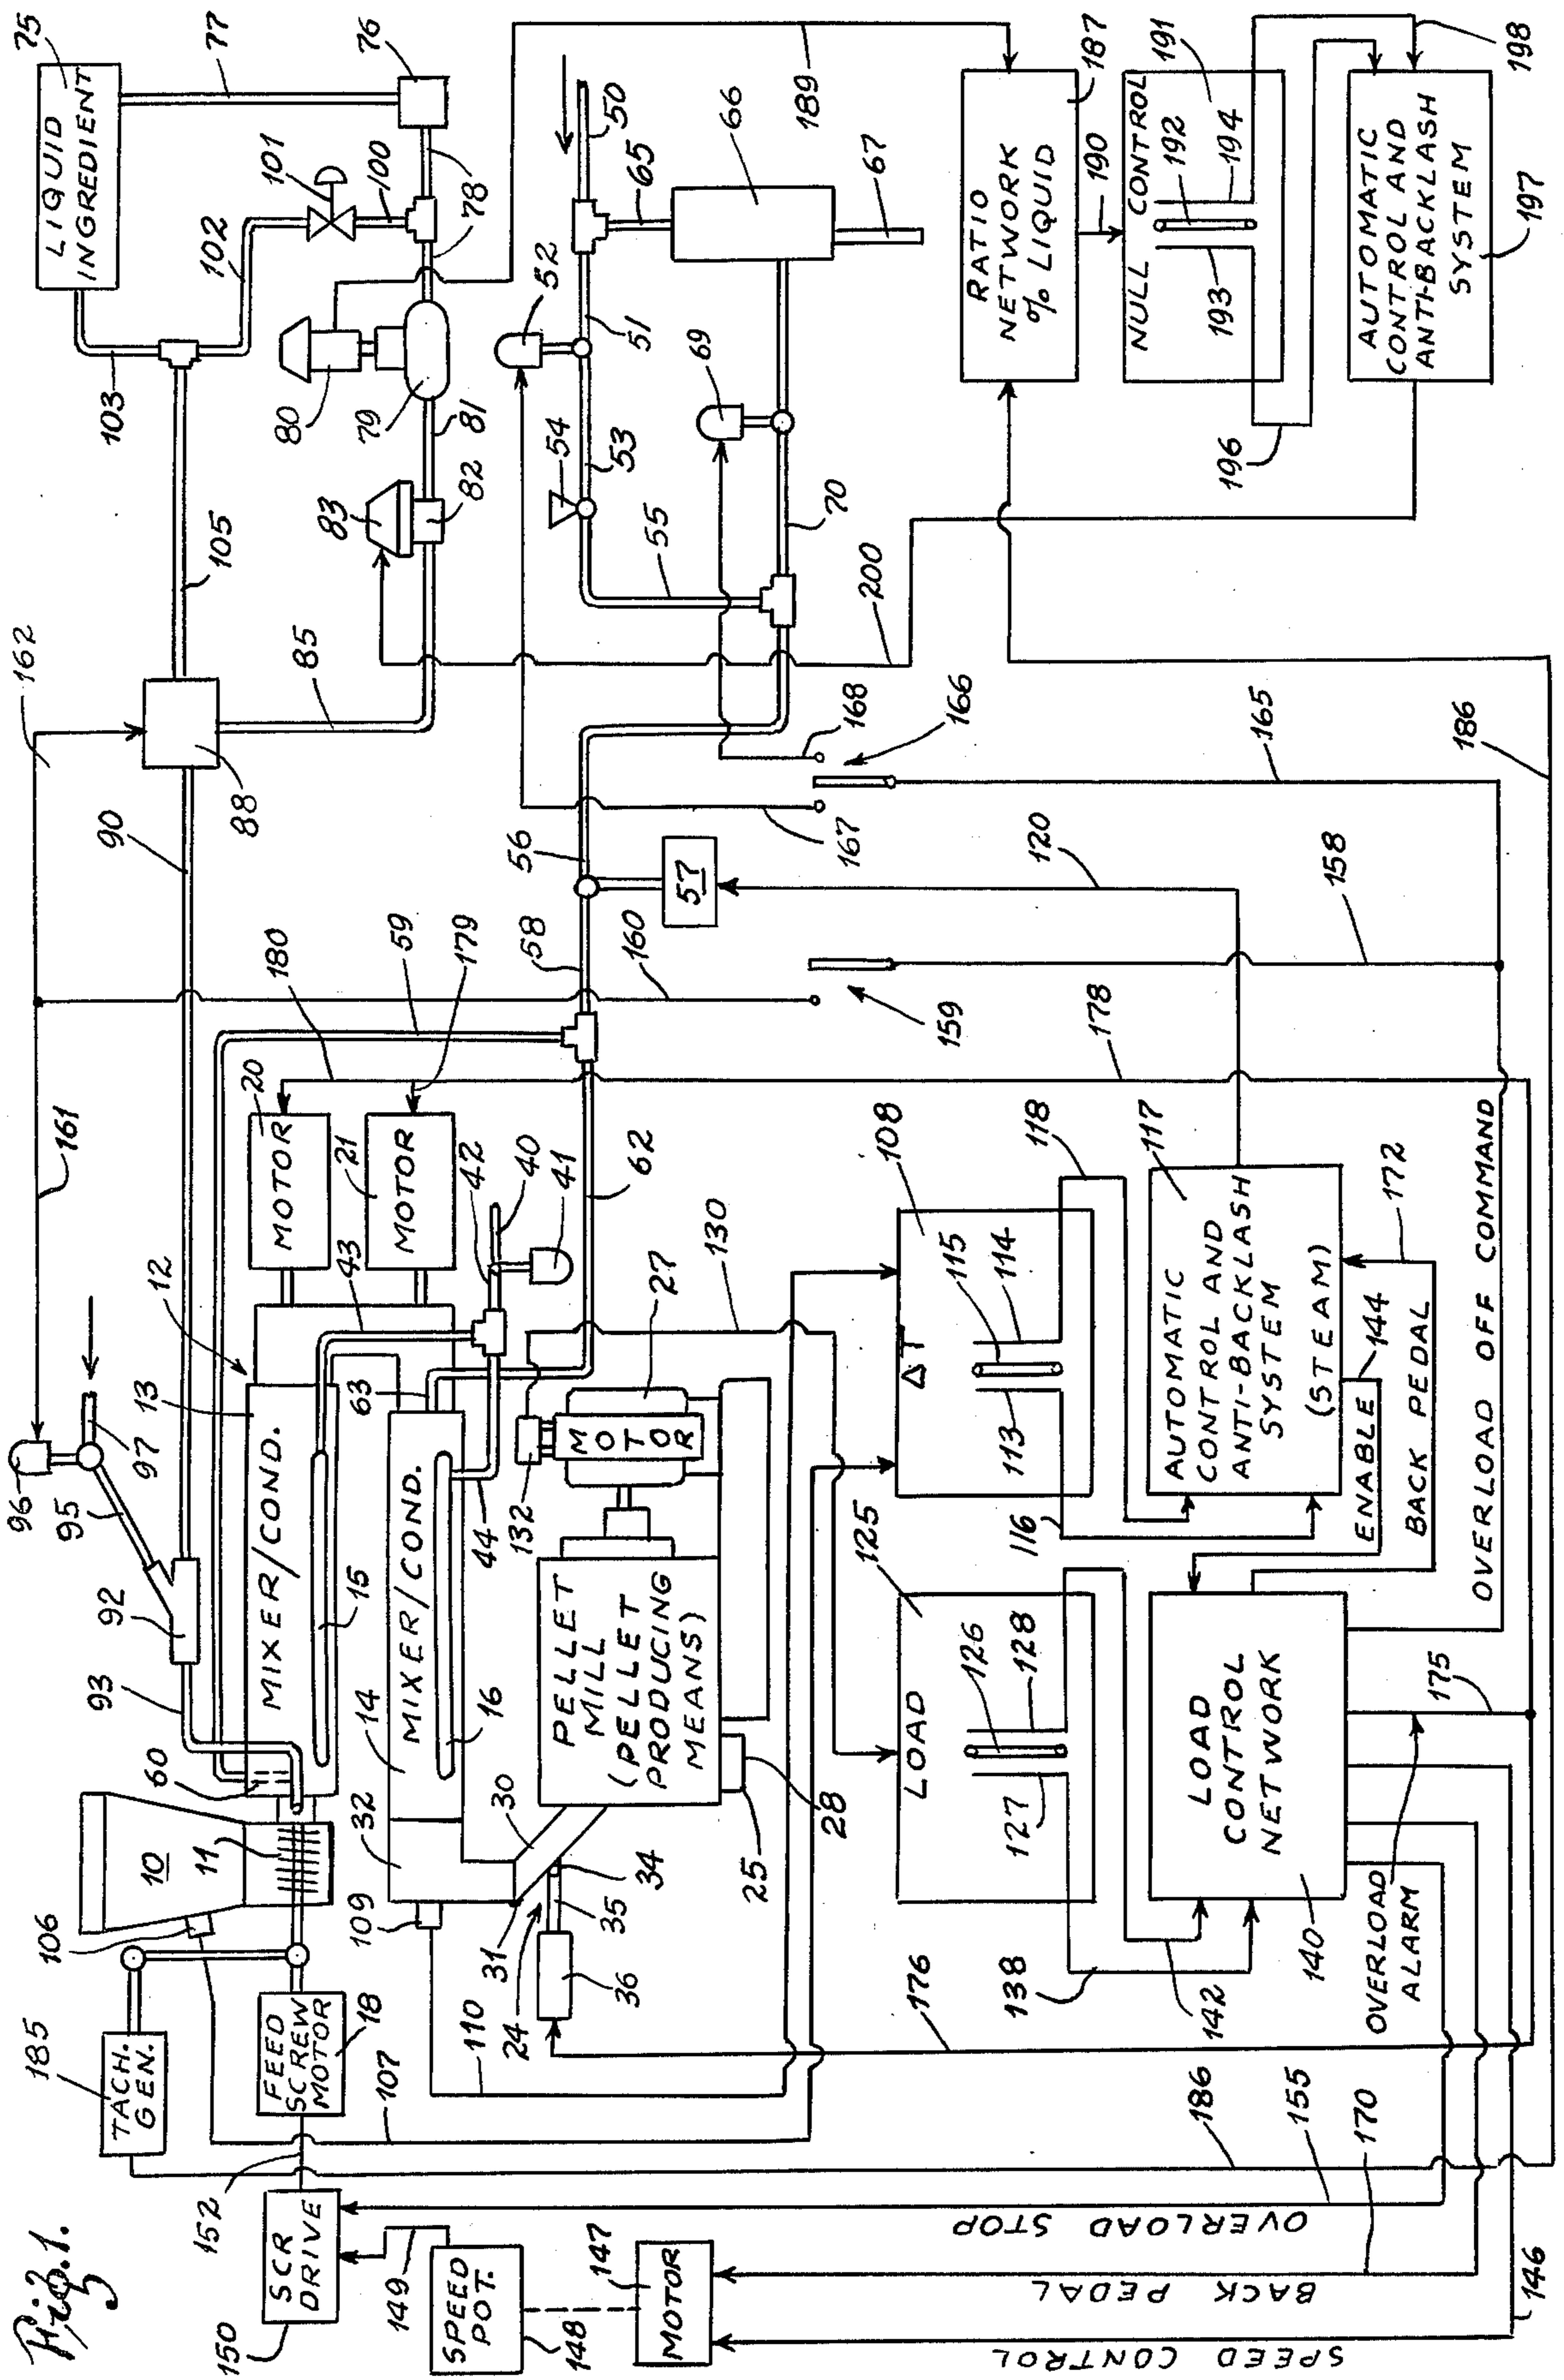 Fig.1.
75
LIQUID
INGREDIENT
77
76
78
100
101
102
103
105
80
79
81
82
83
85
88
90
162
161
96
95
97
92
93
60
10
11
106
185
TACH.
GEN.
FEED
SCREW
MOTOR
18
107
152
SCR
DRIVE
150
149
SPEED
POT.
148
147
MOTOR
12
13
MIXER/COND.
15
14
MIXER/COND.
16
32
109
110
20
MOTOR
21
MOTOR
180
179
59
43
42
40
41
44
63
62
PELLET
MILL
(PELLET
PRODUCING
MEANS)
MOTOR
27
132
130
30
31
34
35
36
24
25
28
50
51
52
53
54
55
56
57
58
65
66
67
69
70
189
RATIO
NETWORK
% LIQUID
187
190
NULL CONTROL
191
192
193
194
196
198
AUTOMATIC
CONTROL AND
ANTI-BACKLASH
SYSTEM
197
200
168
166
167
165
186
160
159
158
120
178
ΔT
108
113
114
115
116
118
AUTOMATIC
CONTROL AND
ANTI-BACKLASH
SYSTEM
(STEAM)
117
172
144
ENABLE
BACK PEDAL
OVERLOAD OFF COMMAND
LOAD
125
126
127
128
138
142
LOAD
CONTROL
NETWORK
140
175
OVERLOAD
ALARM
176
186
155
170
146
OVERLOAD STOP
BACK PEDAL
SPEED CONTROL